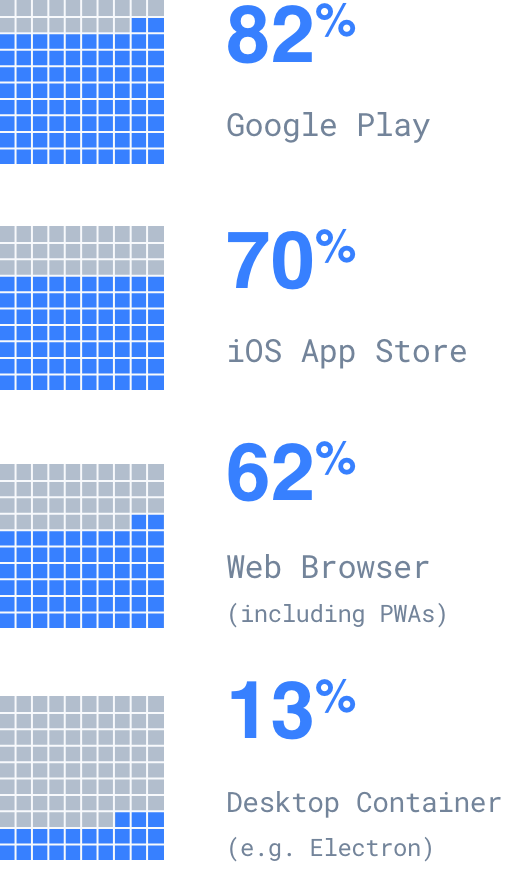 82%
Google Play
70%
iOS App Store
62%
Web Browser
(including PWAs)
13%
Desktop Container
(e.g. Electron)